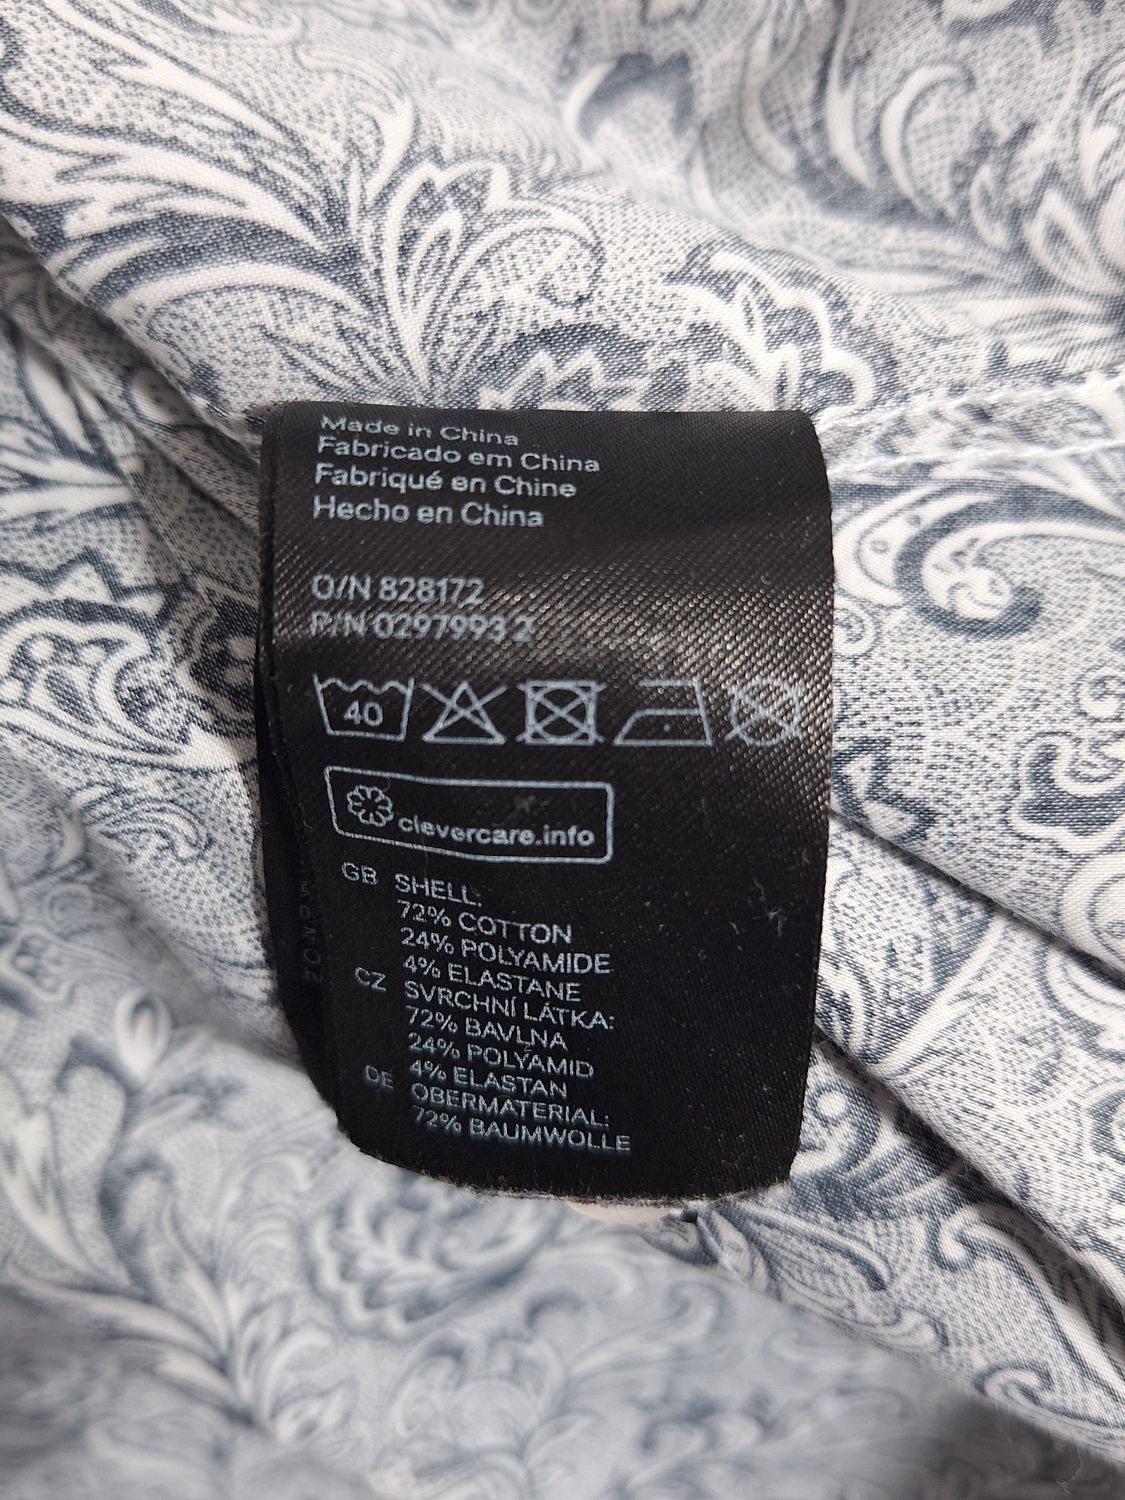 Made in China
Fabricado em China
Fabriqué en Chine
Hecho en China
O/N 828172
P/N 0297993 2
40
clevercare.info
GB SHELL:
72% COTTON
24% POLYAMIDE
4% ELASTANE
CZ SVRCHNÍ LÁTKA:
72% BAVLNA
24% POLYAMID
4% ELASTAN
DE OBERMATERIAL:
72% BAUMWOLLE